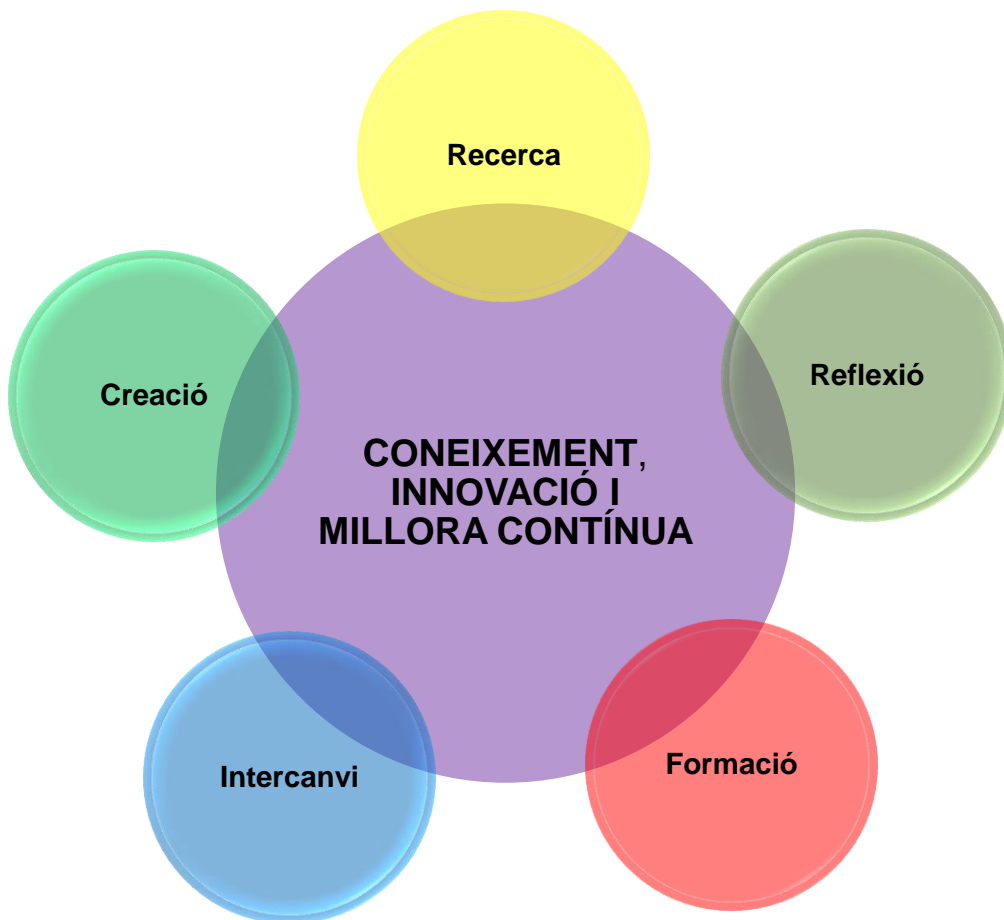 Recerca
Reflexió
Creació
CONEIXEMENT,
INNOVACIÓ I
MILLORA CONTÍNUA
Formació
Intercanvi